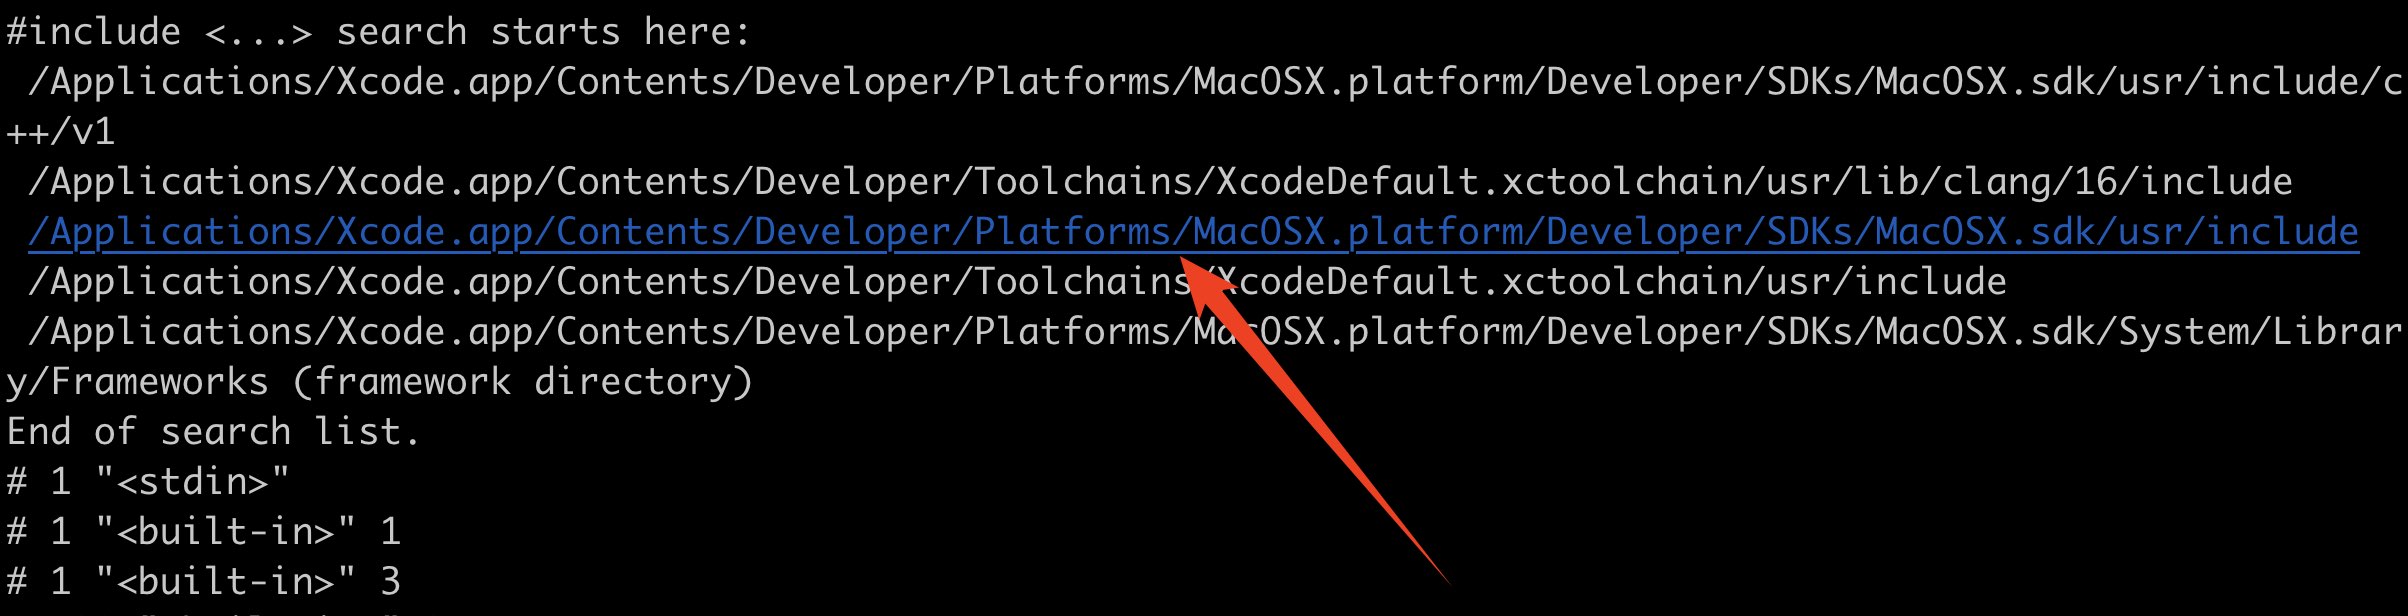 #include <...> search starts here:
 /Applications/Xcode.app/Contents/Developer/Platforms/MacOSX.platform/Developer/SDKs/MacOSX.sdk/usr/include/c
++/v1
 /Applications/Xcode.app/Contents/Developer/Toolchains/XcodeDefault.xctoolchain/usr/lib/clang/16/include
 /Applications/Xcode.app/Contents/Developer/Platforms/MacOSX.platform/Developer/SDKs/MacOSX.sdk/usr/include
 /Applications/Xcode.app/Contents/Developer/Toolchains/XcodeDefault.xctoolchain/usr/include
 /Applications/Xcode.app/Contents/Developer/Platforms/MacOSX.platform/Developer/SDKs/MacOSX.sdk/System/Librar
y/Frameworks (framework directory)
End of search list.
# 1 "<stdin>"
# 1 "<built-in>" 1
# 1 "<built-in>" 3